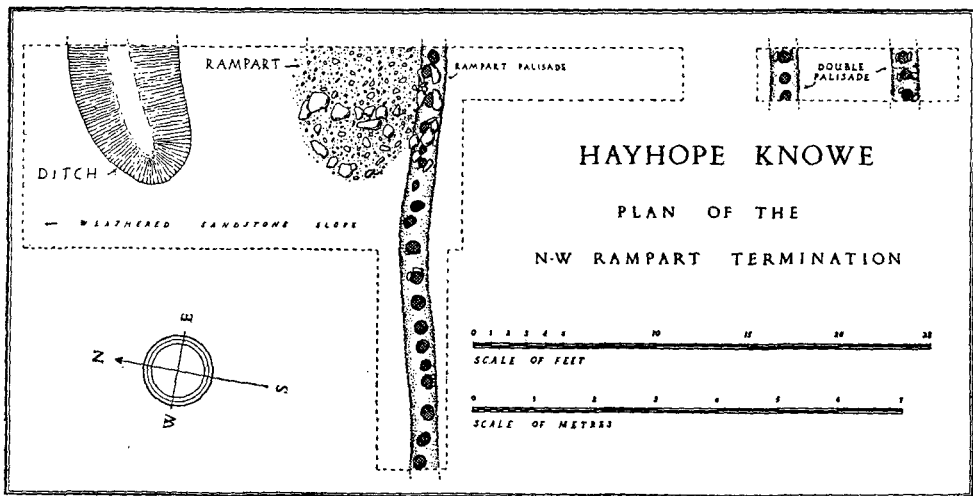 RAMPART
RAMPART PALISADE
DOUBLE
PALISADE
DITCH
WEATHERED SANDSTONE SLOPE
HAYHOPE KNOWE
PLAN OF THE
N-W RAMPART TERMINATION
N
E
S
W
0 1 2 3 4 5 10 15 20 25
SCALE OF FEET
0 1 2 3 4 5 6 7
SCALE OF METRES